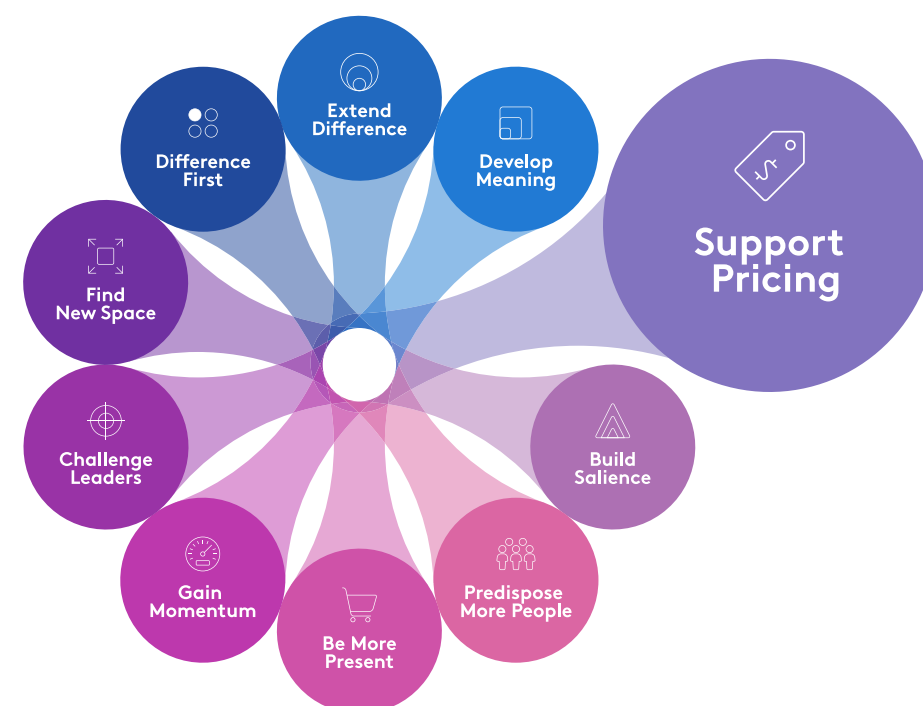 Extend
Difference
Develop
Meaning
Support
Pricing
Build
Salience
Predispose
More People
Be More
Present
Gain
Momentum
Challenge
Leaders
Find
New Space
Difference
First